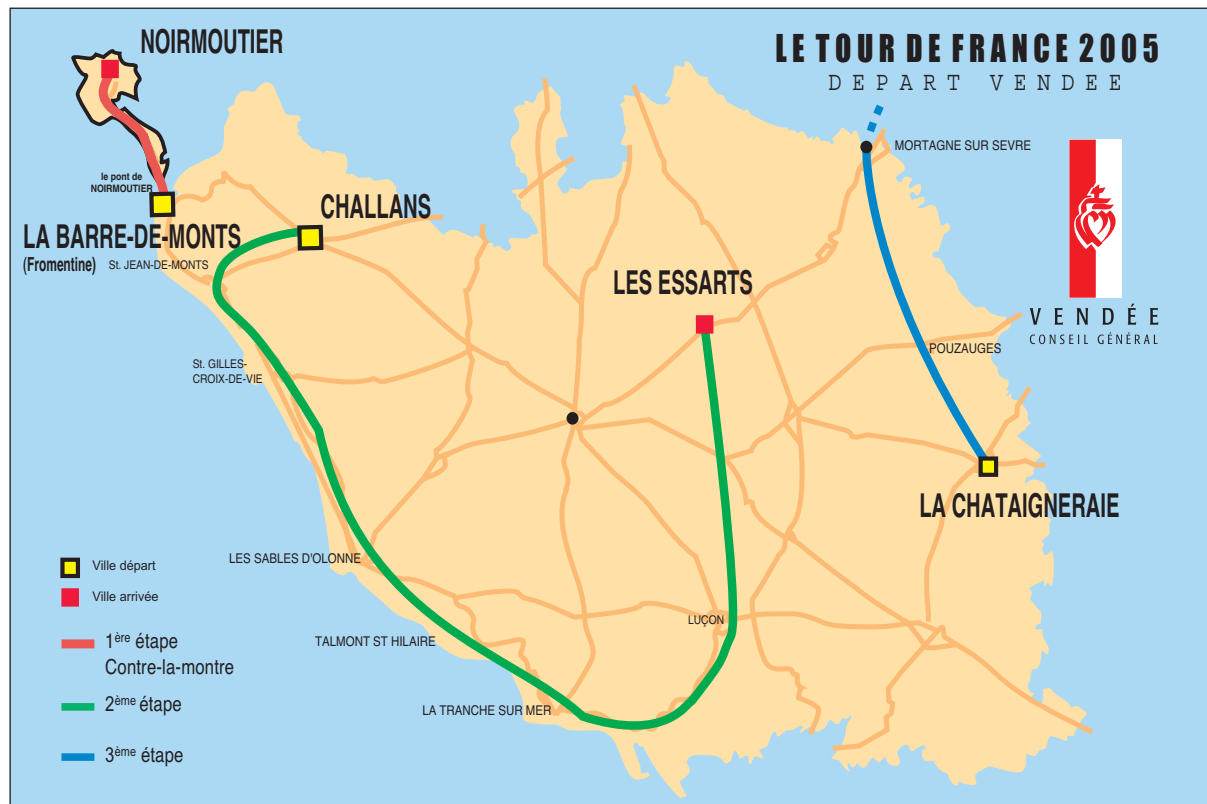 NOIRMOUTIER
LE TOUR DE FRANCE 2005
DEPART VENDEE
MORTAGNE SUR SEVRE
le pont de
NOIRMOUTIER
CHALLANS
LA BARRE-DE-MONTS
(Fromentine)
St. JEAN-DE-MONTS
LES ESSARTS
VENDÉE
CONSEIL GÉNÉRAL
POUZAUGES
St. GILLES-
CROIX-DE-VIE
LA CHATAIGNERAIE
LES SABLES D'OLONNE
LUÇON
TALMONT ST HILAIRE
LA TRANCHE SUR MER
Ville départ
Ville arrivée
1ère étape
Contre-la-montre
2ème étape
3ème étape